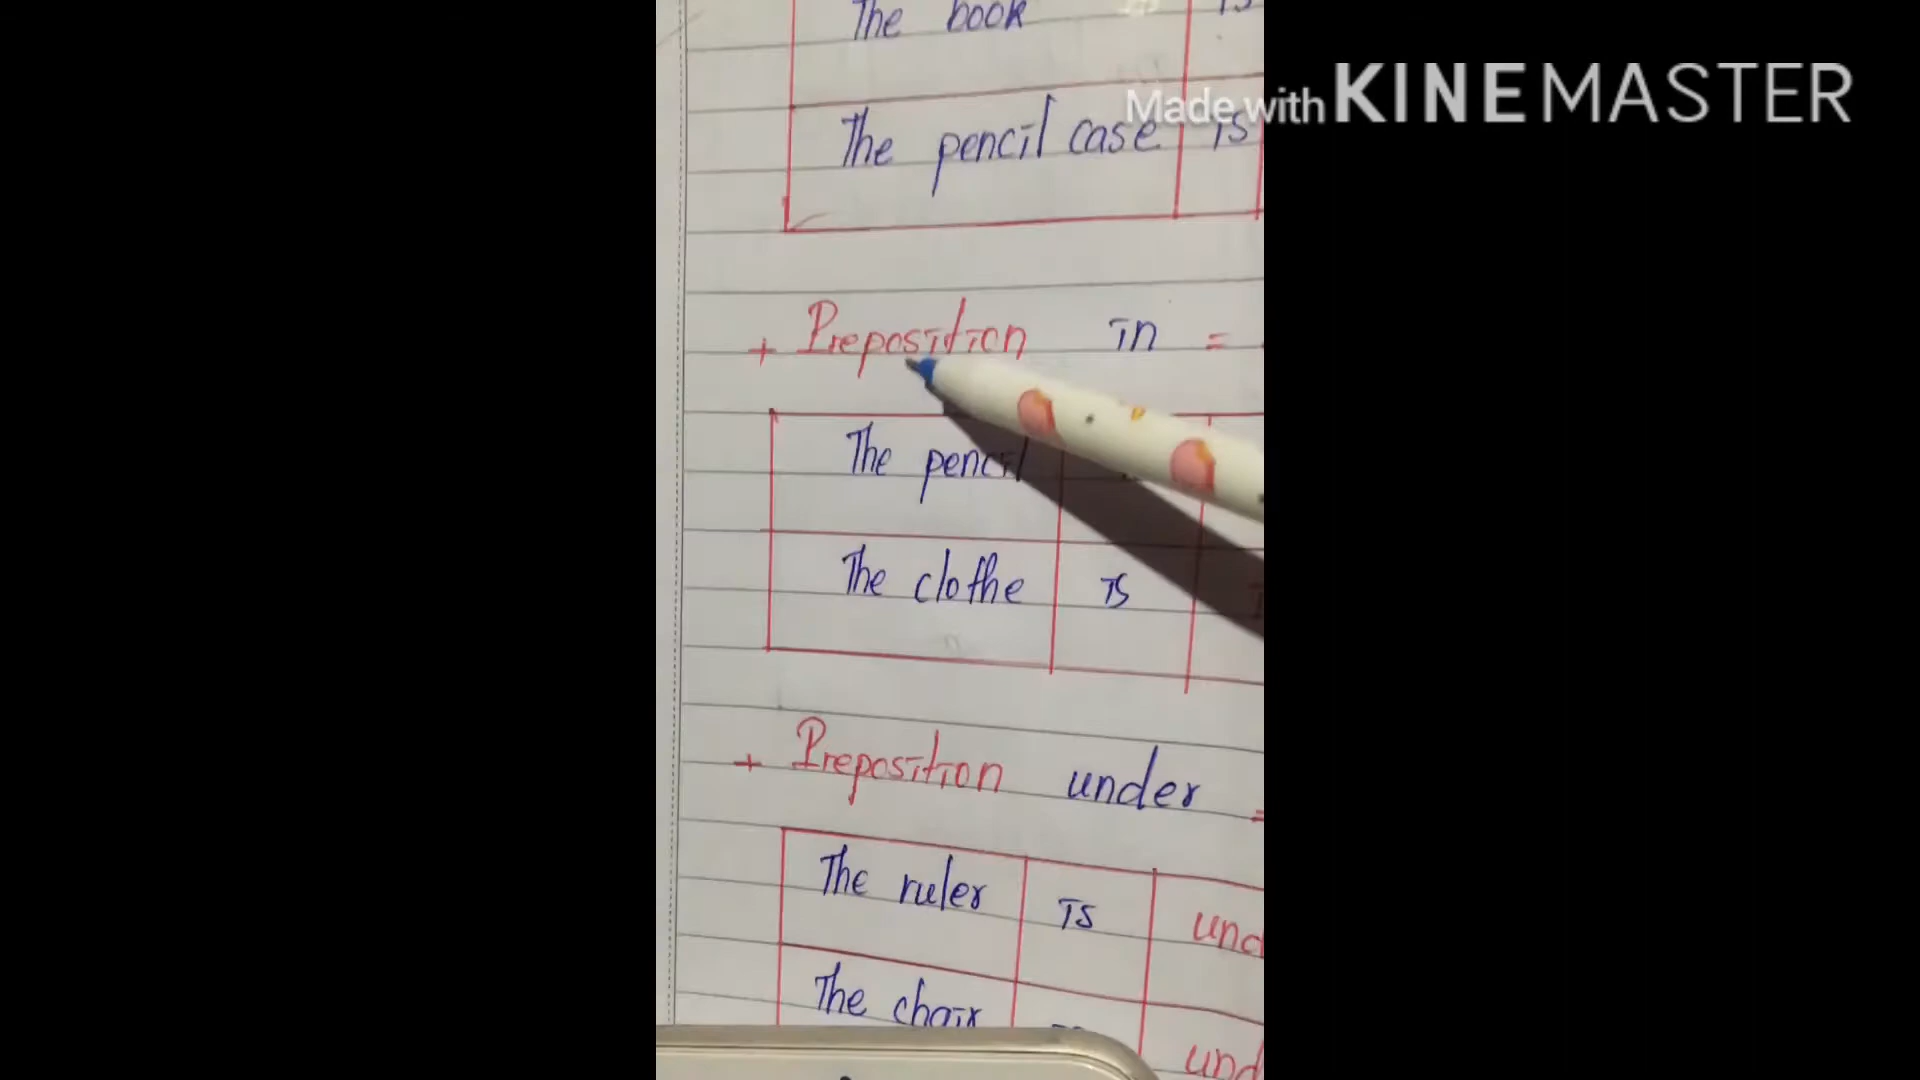 The book is
Made with KINEMASTER
The pencil case is
+ Preposition in =
The pencil
The clothe is
+ Preposition under =
The ruler is und
The chair und